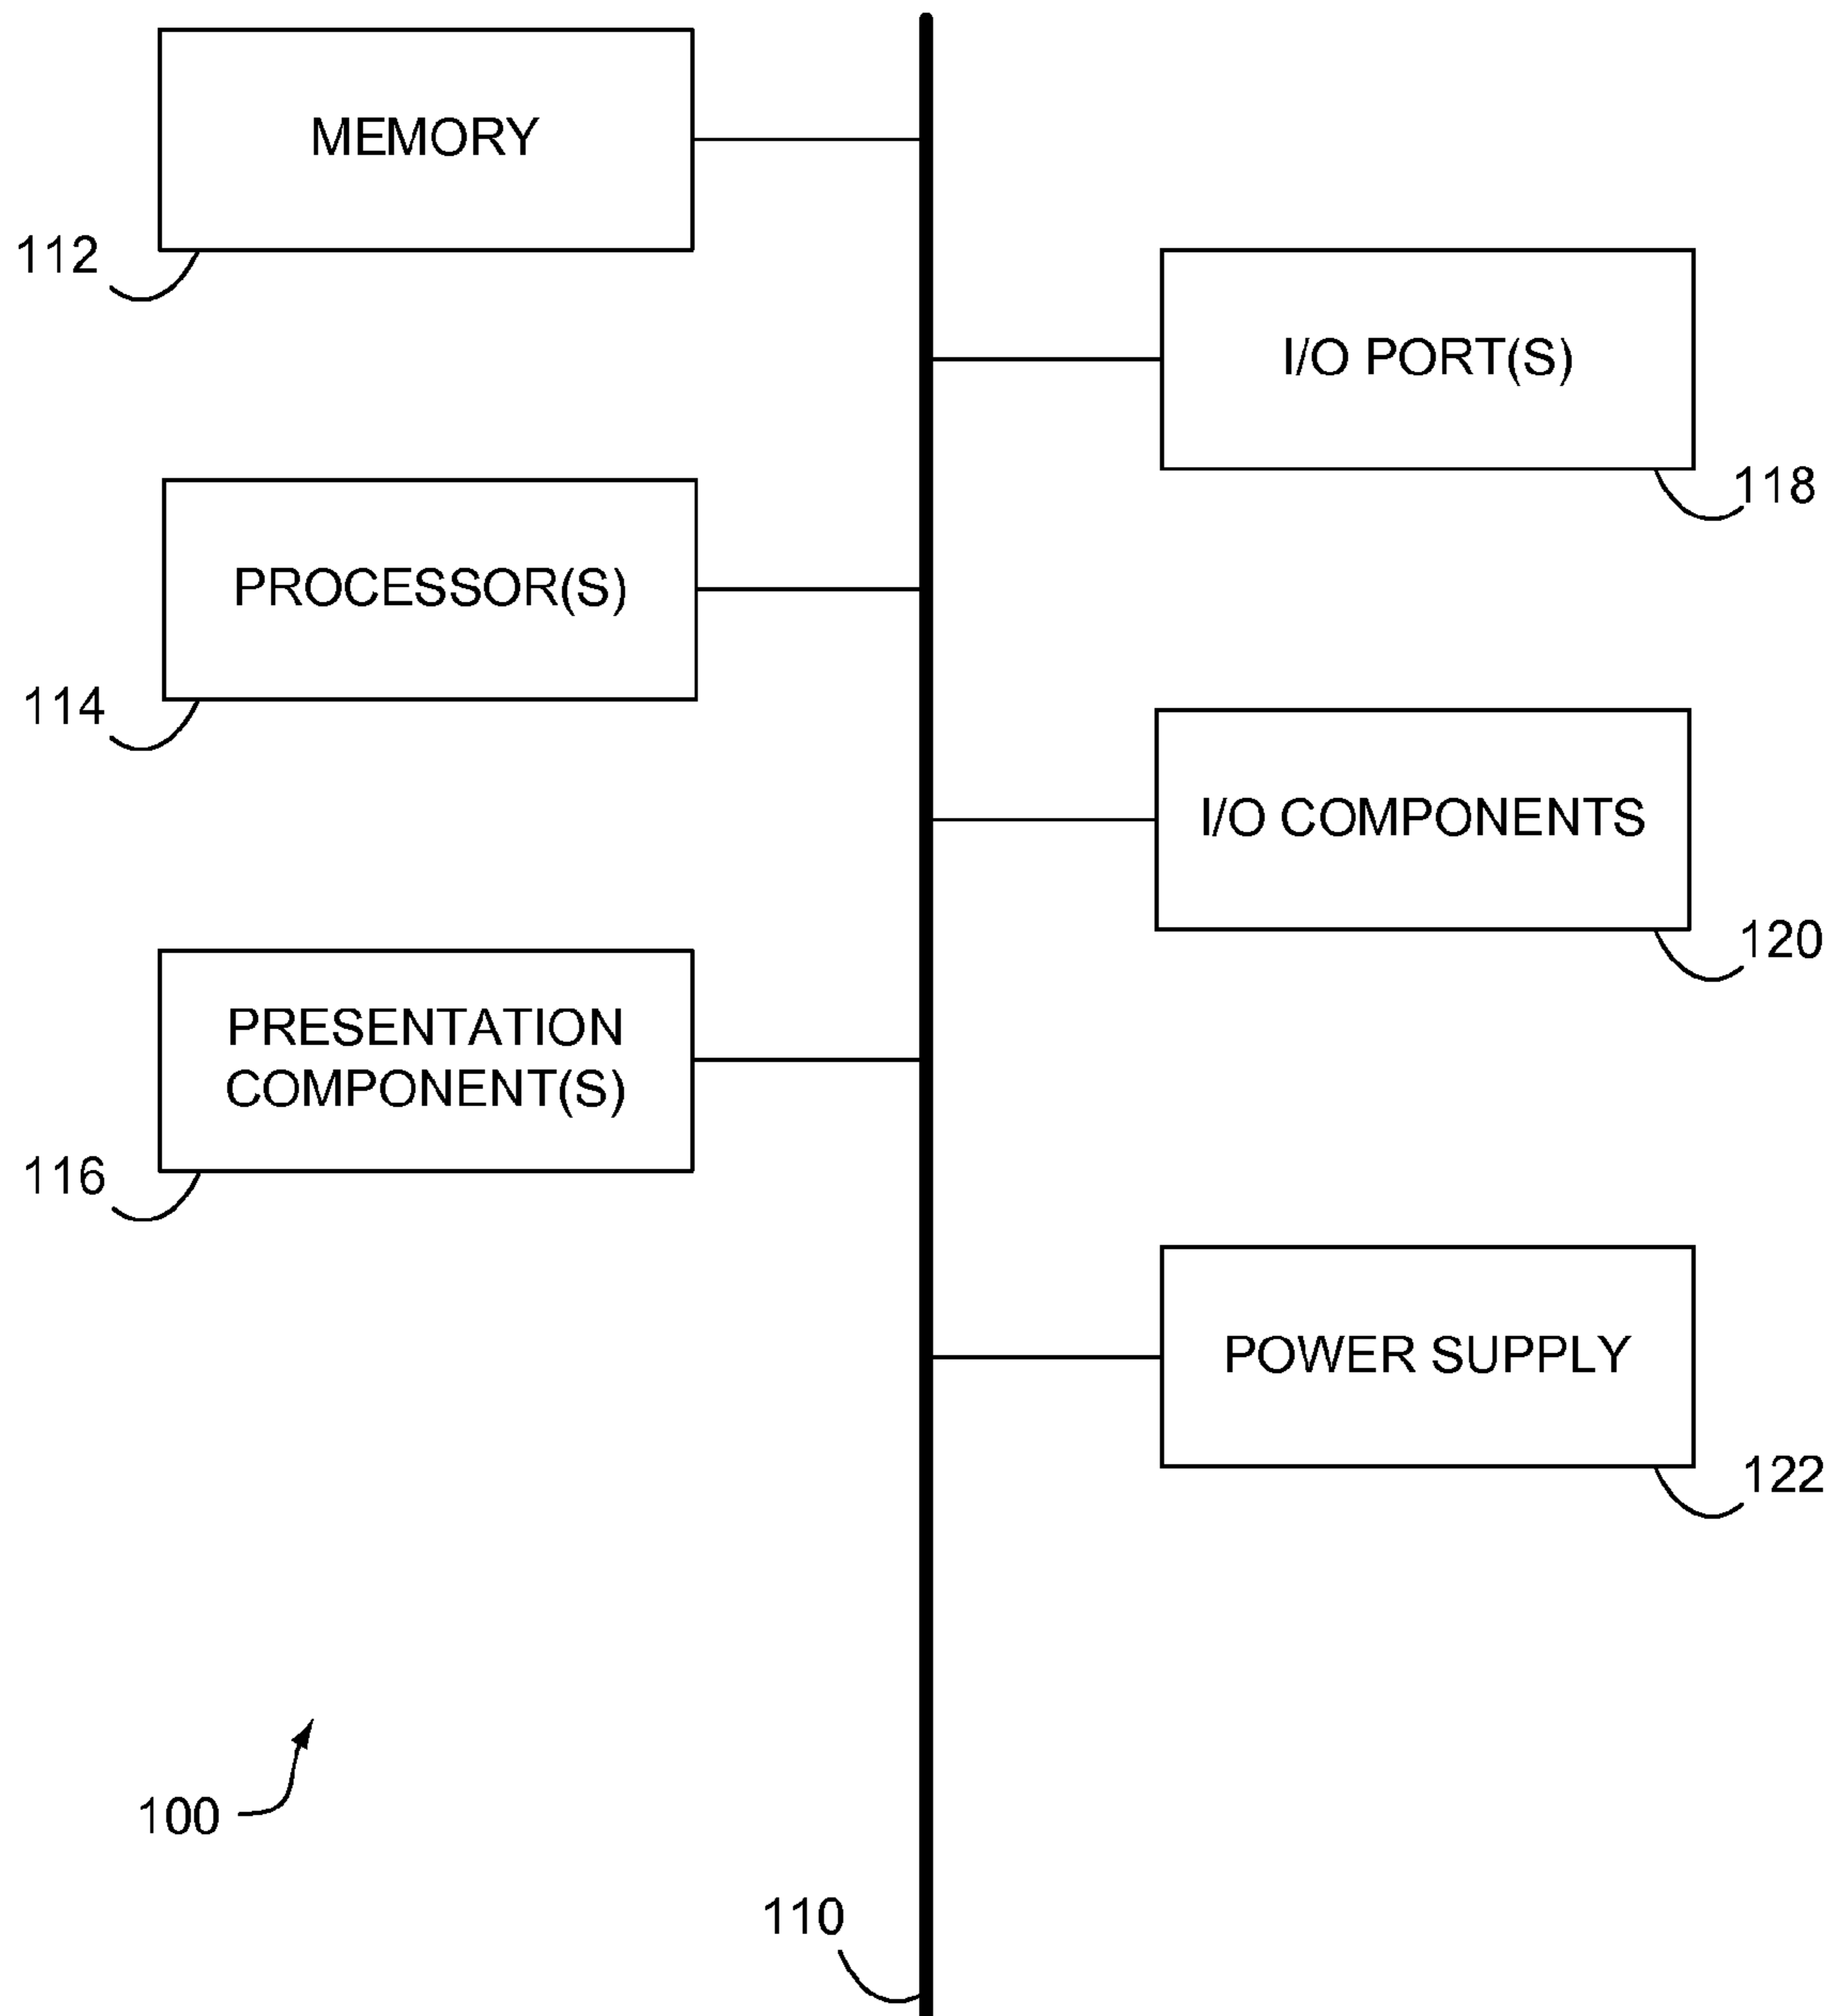 MEMORY
112
I/O PORT(S)
118
PROCESSOR(S)
114
I/O COMPONENTS
120
PRESENTATION
COMPONENT(S)
116
POWER SUPPLY
122
100
110